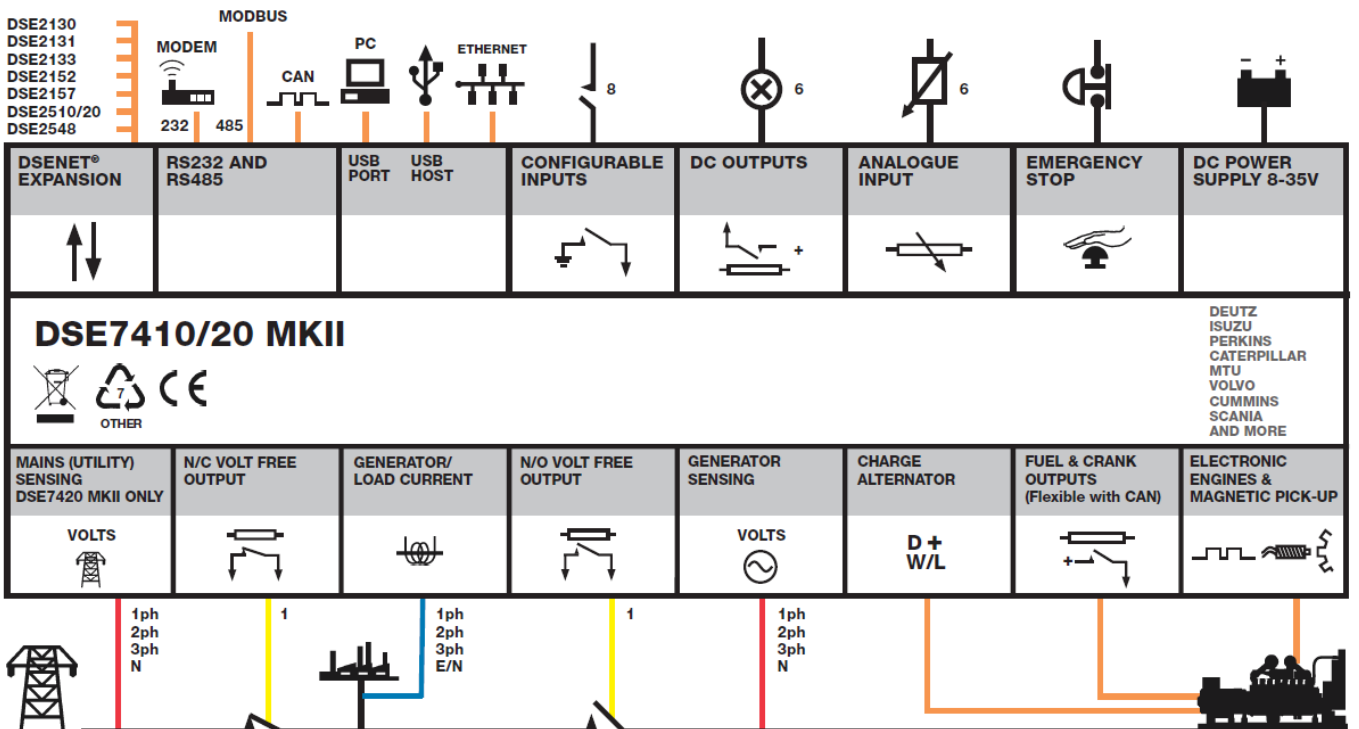 DSE2130
DSE2131
DSE2133
DSE2152
DSE2157
DSE2510/20
DSE2548
MODBUS
MODEM
CAN
PC
ETHERNET
232 485
8
6
6
- +
DSENET®
EXPANSION
RS232 AND
RS485
USB
PORT
USB
HOST
CONFIGURABLE
INPUTS
DC OUTPUTS
ANALOGUE
INPUT
EMERGENCY
STOP
DC POWER
SUPPLY 8-35V
+
DSE7410/20 MKII
7
OTHER
CE
DEUTZ
ISUZU
PERKINS
CATERPILLAR
MTU
VOLVO
CUMMINS
SCANIA
AND MORE
MAINS (UTILITY)
SENSING
DSE7420 MKII ONLY
VOLTS
N/C VOLT FREE
OUTPUT
GENERATOR/
LOAD CURRENT
N/O VOLT FREE
OUTPUT
GENERATOR
SENSING
VOLTS
CHARGE
ALTERNATOR
D+
W/L
FUEL & CRANK
OUTPUTS
(Flexible with CAN)
+
ELECTRONIC
ENGINES &
MAGNETIC PICK-UP
1ph
2ph
3ph
N
1
1ph
2ph
3ph
E/N
1
1ph
2ph
3ph
N